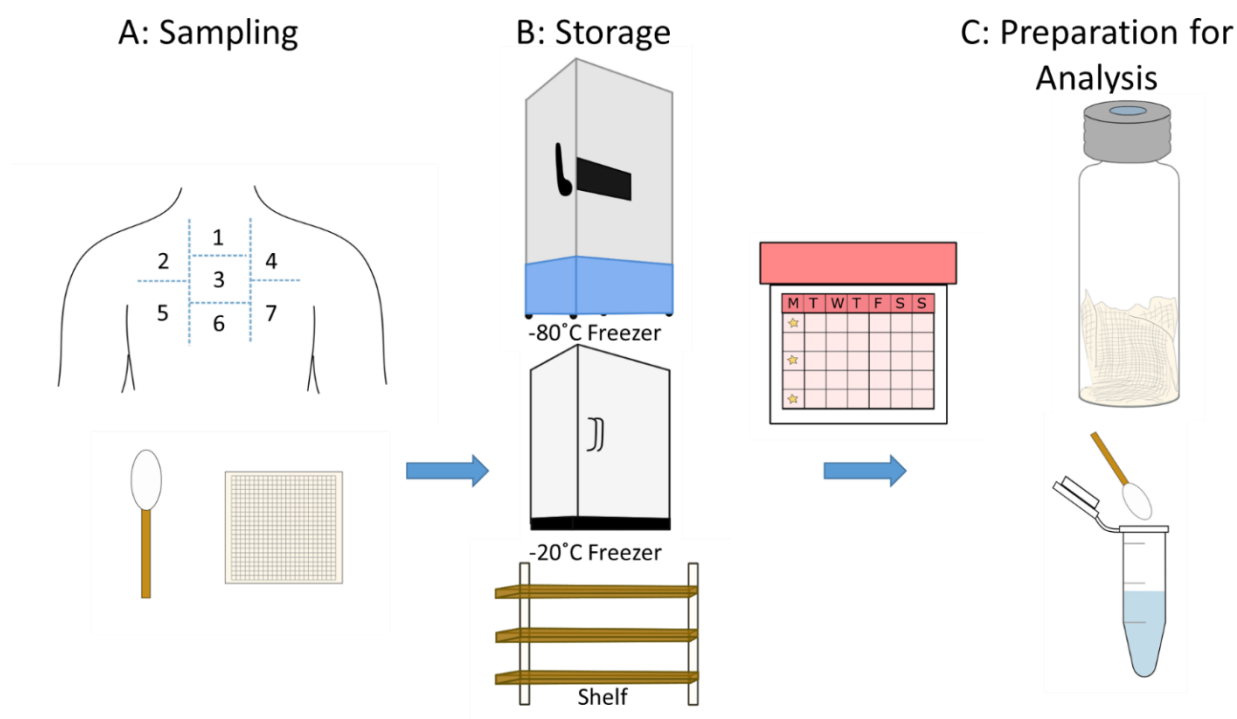 A: Sampling
B: Storage
C: Preparation for
Analysis
1
2
4
3
5
6
7
-80˚C Freezer
M T W T F S S
-20˚C Freezer
Shelf